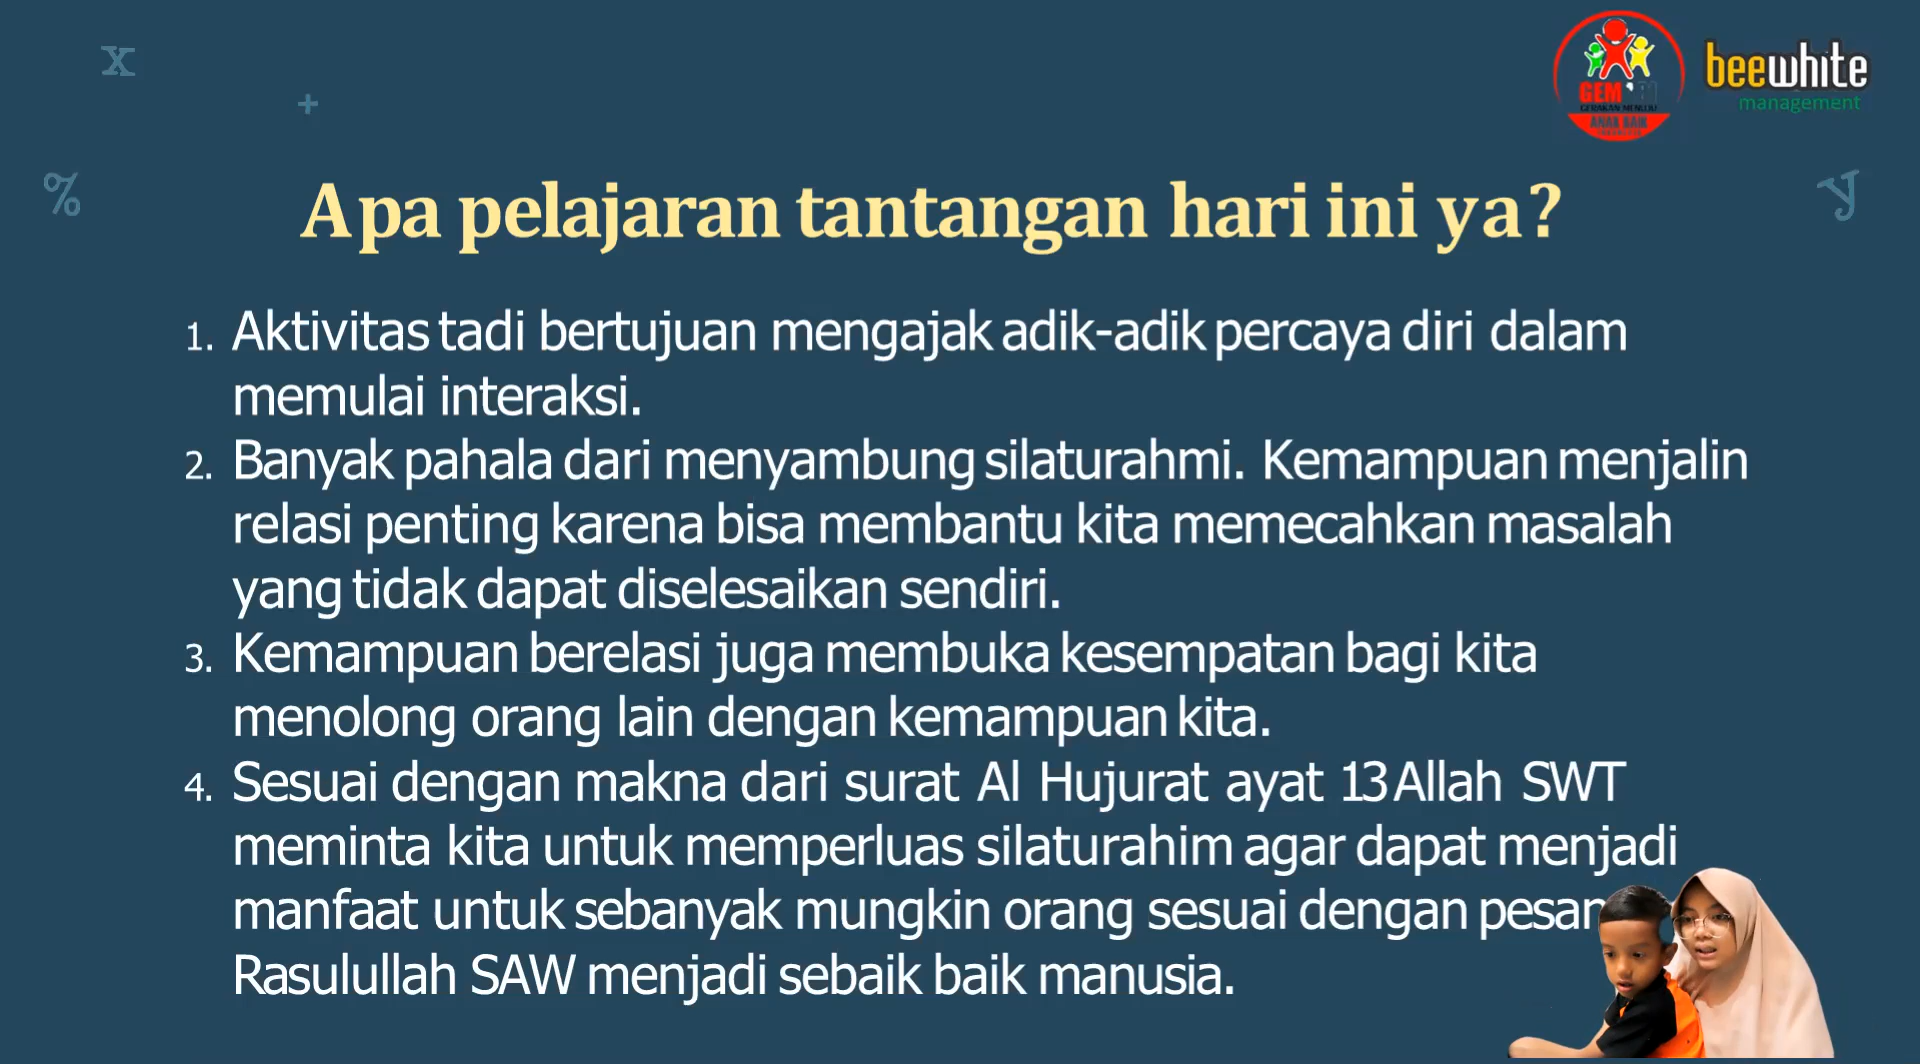 x
+
%
y
GERAKAN MENUJU
ANAK BAIK
beewhite
management
Apa pelajaran tantangan hari ini ya?
1. Aktivitas tadi bertujuan mengajak adik-adik percaya diri dalam
memulai interaksi.
2. Banyak pahala dari menyambung silaturahmi. Kemampuan menjalin
relasi penting karena bisa membantu kita memecahkan masalah
yang tidak dapat diselesaikan sendiri.
3. Kemampuan berelasi juga membuka kesempatan bagi kita
menolong orang lain dengan kemampuan kita.
4. Sesuai dengan makna dari surat Al Hujurat ayat 13 Allah SWT
meminta kita untuk memperluas silaturahim agar dapat menjadi
manfaat untuk sebanyak mungkin orang sesuai dengan pesan
Rasulullah SAW menjadi sebaik baik manusia.